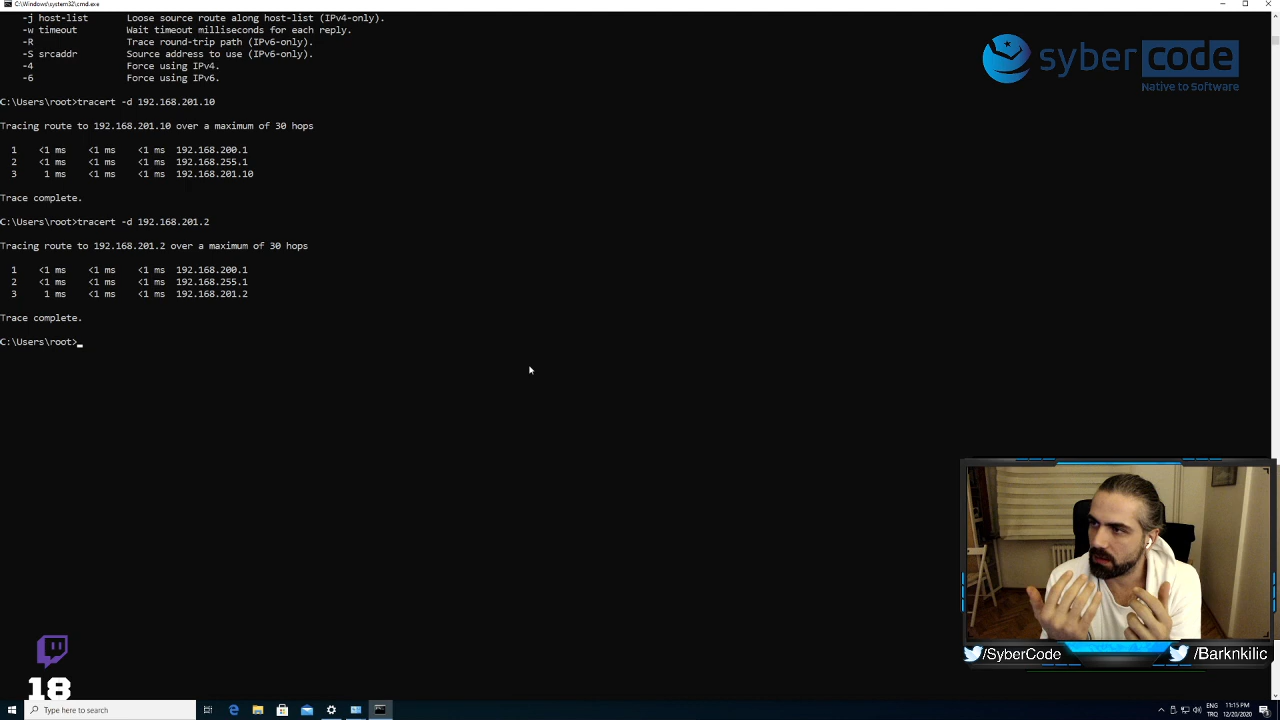 C:\Windows\system32\cmd.exe
-j host-list Loose source route along host-list (IPv4-only).
-w timeout Wait timeout milliseconds for each reply.
-R Trace round-trip path (IPv6-only).
-S srcaddr Source address to use (IPv6-only).
-4 Force using IPv4.
-6 Force using IPv6.
C:\Users\root>tracert -d 192.168.201.10
Tracing route to 192.168.201.10 over a maximum of 30 hops
1 <1 ms <1 ms <1 ms 192.168.200.1
2 <1 ms <1 ms <1 ms 192.168.255.1
3 1 ms <1 ms <1 ms 192.168.201.10
Trace complete.
C:\Users\root>tracert -d 192.168.201.2
Tracing route to 192.168.201.2 over a maximum of 30 hops
1 <1 ms <1 ms <1 ms 192.168.200.1
2 <1 ms <1 ms <1 ms 192.168.255.1
3 1 ms <1 ms <1 ms 192.168.201.2
Trace complete.
C:\Users\root>
syber code
Native to Software
/SyberCode /Barknkilic
18
Type here to search
ENG 11:15 PM
TRQ 12/20/2020